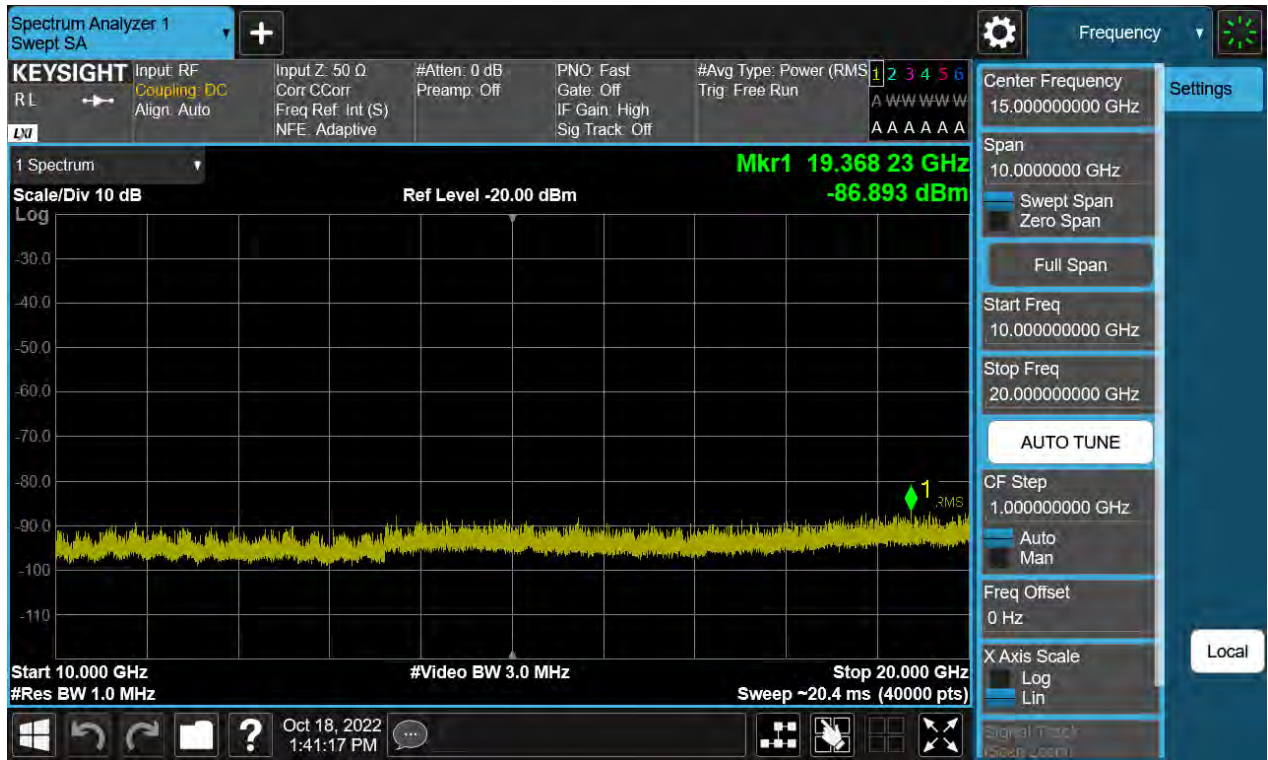 Spectrum Analyzer 1
Swept SA
Frequency
KEYSIGHT
RL
LXI
Input: RF
Coupling: DC
Align: Auto
Input Z: 50 Ω
Corr CCorr
Freq Ref: Int (S)
NFE: Adaptive
#Atten: 0 dB
Preamp: Off
PNO: Fast
Gate: Off
IF Gain: High
Sig Track: Off
#Avg Type: Power (RMS
Trig: Free Run
1 2 3 4 5 6
A W W W W W
A A A A A A
1 Spectrum
Scale/Div 10 dB
Ref Level -20.00 dBm
Mkr1 19.368 23 GHz
-86.893 dBm
Log
-30.0
-40.0
-50.0
-60.0
-70.0
-80.0
-90.0
-100
-110
1
RMS
Start 10.000 GHz
#Res BW 1.0 MHz
#Video BW 3.0 MHz
Stop 20.000 GHz
Sweep ~20.4 ms (40000 pts)
Center Frequency
15.000000000 GHz
Span
10.0000000 GHz
Swept Span
Zero Span
Full Span
Start Freq
10.000000000 GHz
Stop Freq
20.000000000 GHz
AUTO TUNE
CF Step
1.000000000 GHz
Auto
Man
Freq Offset
0 Hz
X Axis Scale
Log
Lin
Signal Track
(Span Zoom)
Settings
Local
?
Oct 18, 2022
1:41:17 PM